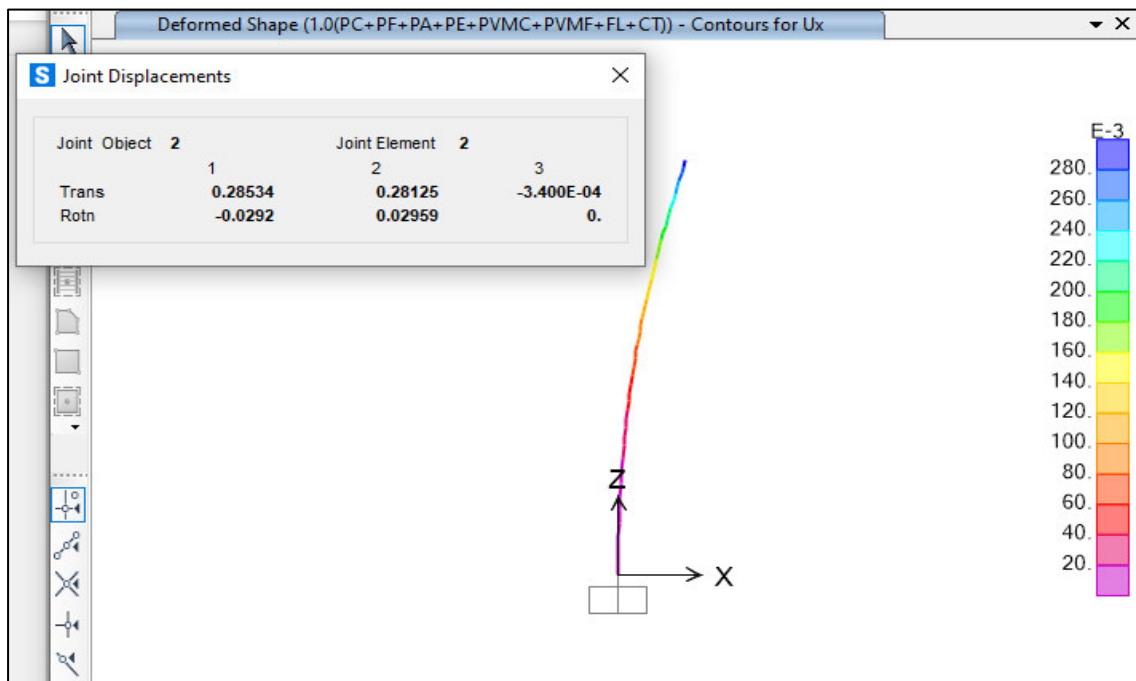 Deformed Shape (1.0(PC+PF+PA+PE+PVMC+PVMF+FL+CT)) - Contours for Ux
S Joint Displacements
Joint Object 2 Joint Element 2
1 2 3
Trans 0.28534 0.28125 -3.400E-04
Rotn -0.0292 0.02959 0.
E-3
280.
260.
240.
220.
200.
180.
160.
140.
120.
100.
80.
60.
40.
20.
Z
X